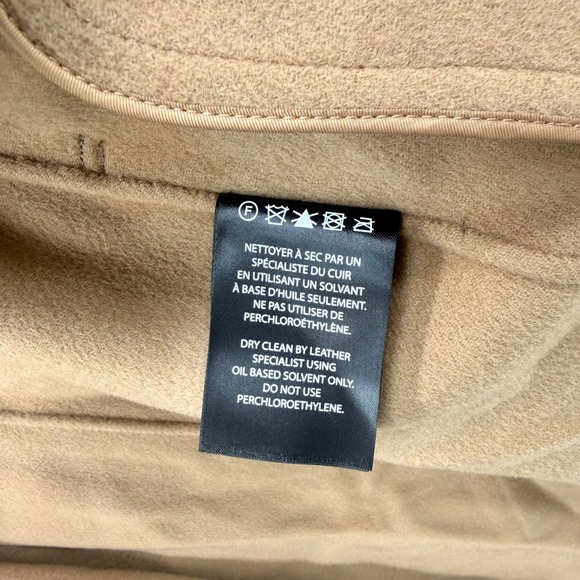 F
NETTOYER À SEC PAR UN
SPÉCIALISTE DU CUIR
EN UTILISANT UN SOLVANT
À BASE D'HUILE SEULEMENT.
NE PAS UTILISER DE
PERCHLOROÉTHYLÈNE.
DRY CLEAN BY LEATHER
SPECIALIST USING
OIL BASED SOLVENT ONLY.
DO NOT USE
PERCHLOROETHYLENE.